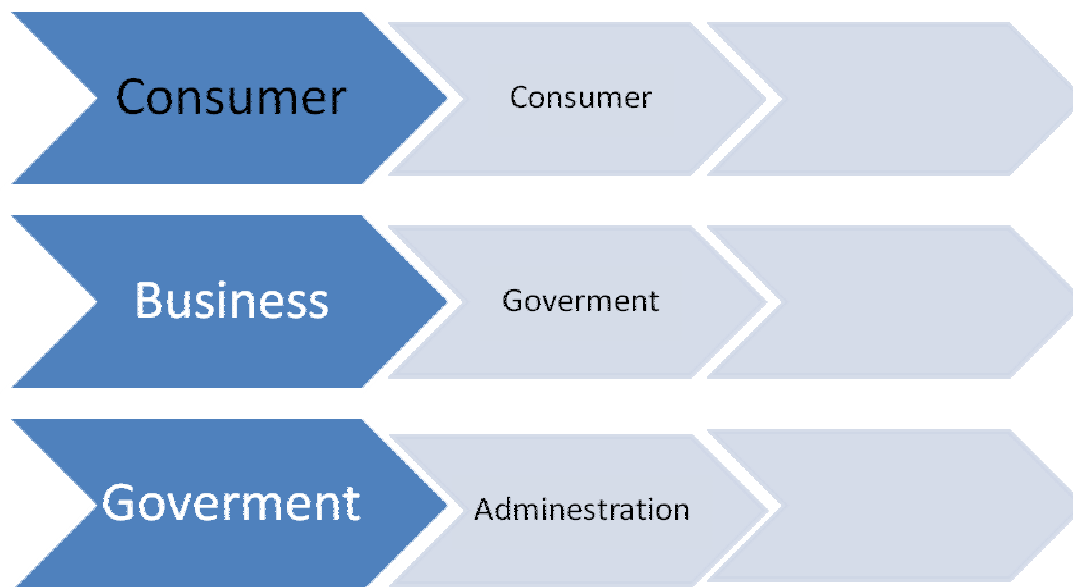 Consumer
Consumer
Business
Goverment
Goverment
Adminestration